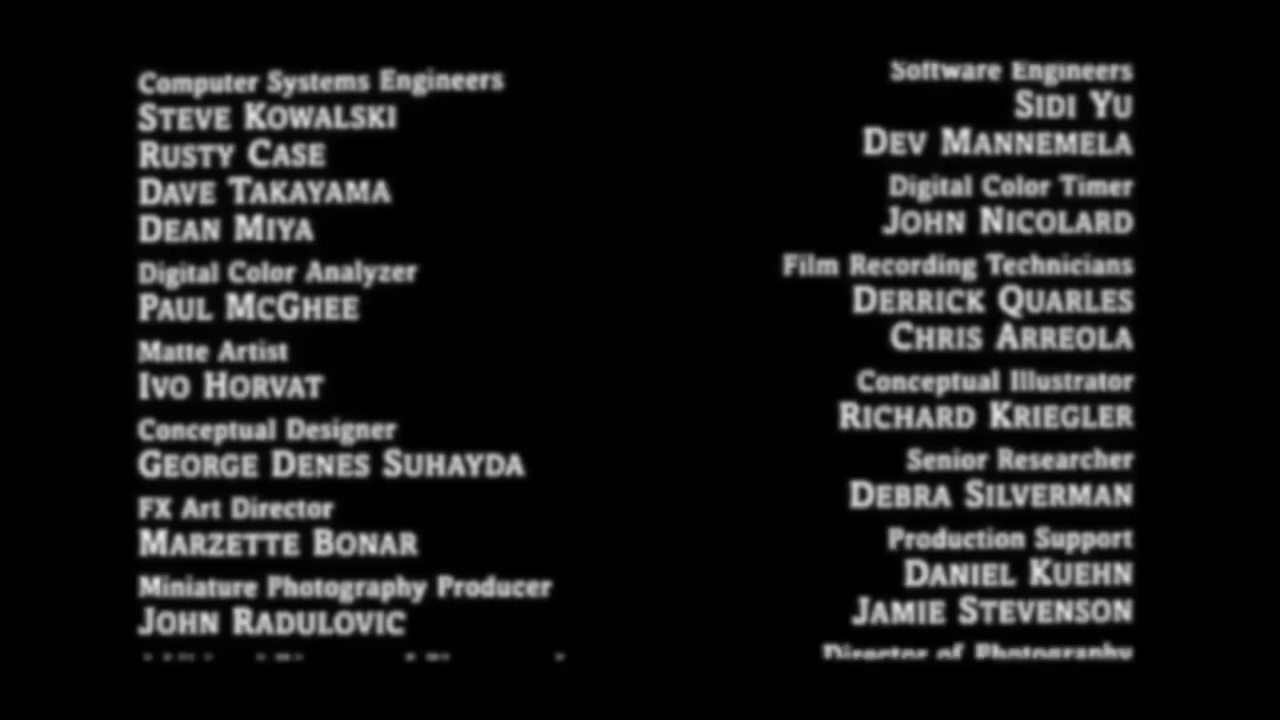 Computer Systems Engineers
STEVE KOWALSKI
RUSTY CASE
DAVE TAKAYAMA
DEAN MIYA
Digital Color Analyzer
PAUL MCGHEE
Matte Artist
IVO HORVAT
Conceptual Designer
GEORGE DENES SUHAYDA
FX Art Director
MARZETTE BONAR
Miniature Photography Producer
JOHN RADULOVIC
Software Engineers
SIDI YU
DEV MANNEMELA
Digital Color Timer
JOHN NICOLARD
Film Recording Technicians
DERRICK QUARLES
CHRIS ARREOLA
Conceptual Illustrator
RICHARD KRIEGLER
Senior Researcher
DEBRA SILVERMAN
Production Support
DANIEL KUEHN
JAMIE STEVENSON
Director of Photography